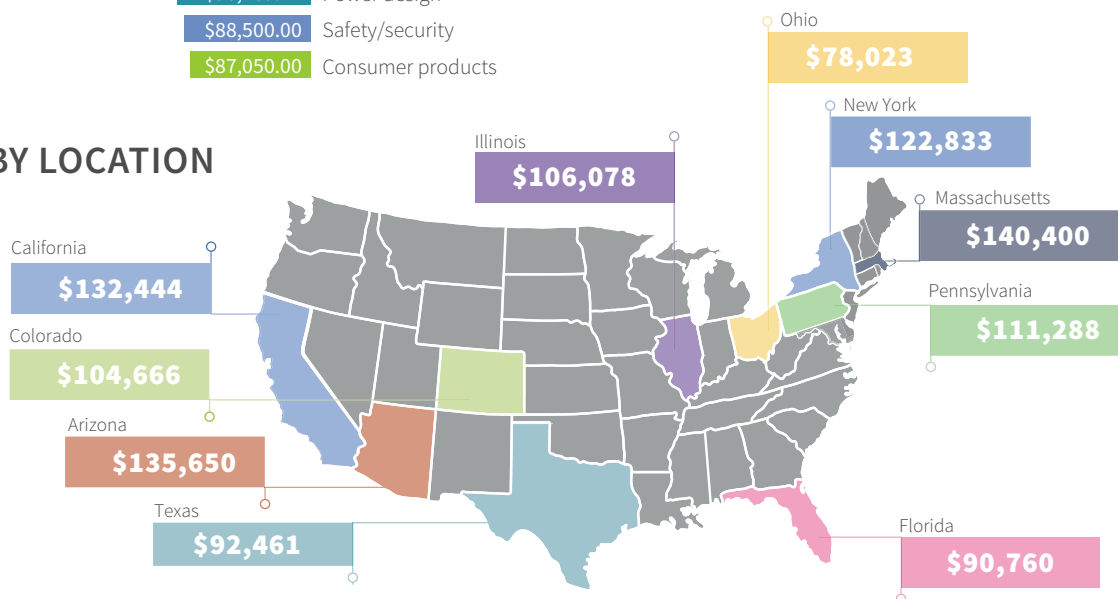 $88,500.00 Safety/security
$87,050.00 Consumer products
BY LOCATION
Ohio
$78,023
New York
$122,833
Illinois
$106,078
Massachusetts
$140,400
California
$132,444
Pennsylvania
$111,288
Colorado
$104,666
Arizona
$135,650
Texas
$92,461
Florida
$90,760